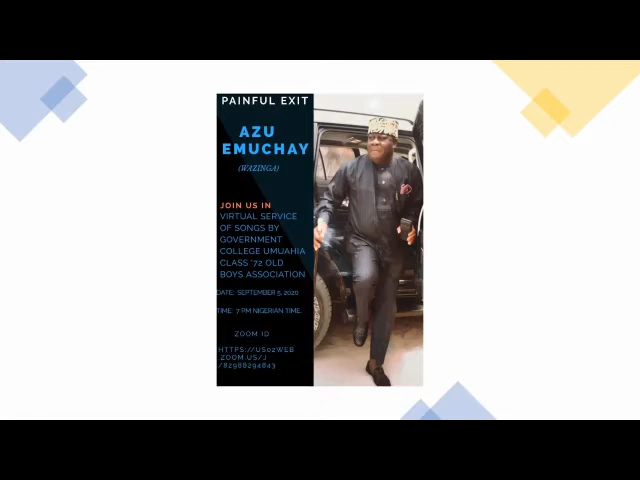 PAINFUL EXIT
AZU
EMUCHAY
(WAZINGA)
JOIN US IN
VIRTUAL SERVICE
OF SONGS BY
GOVERNMENT
COLLEGE UMUAHIA
CLASS '72 OLD
BOYS ASSOCIATION
DATE: SEPTEMBER 5, 2020
TIME: 7 PM NIGERIAN TIME
ZOOM ID
HTTPS://US02WEB
.ZOOM.US/J
/82988294843